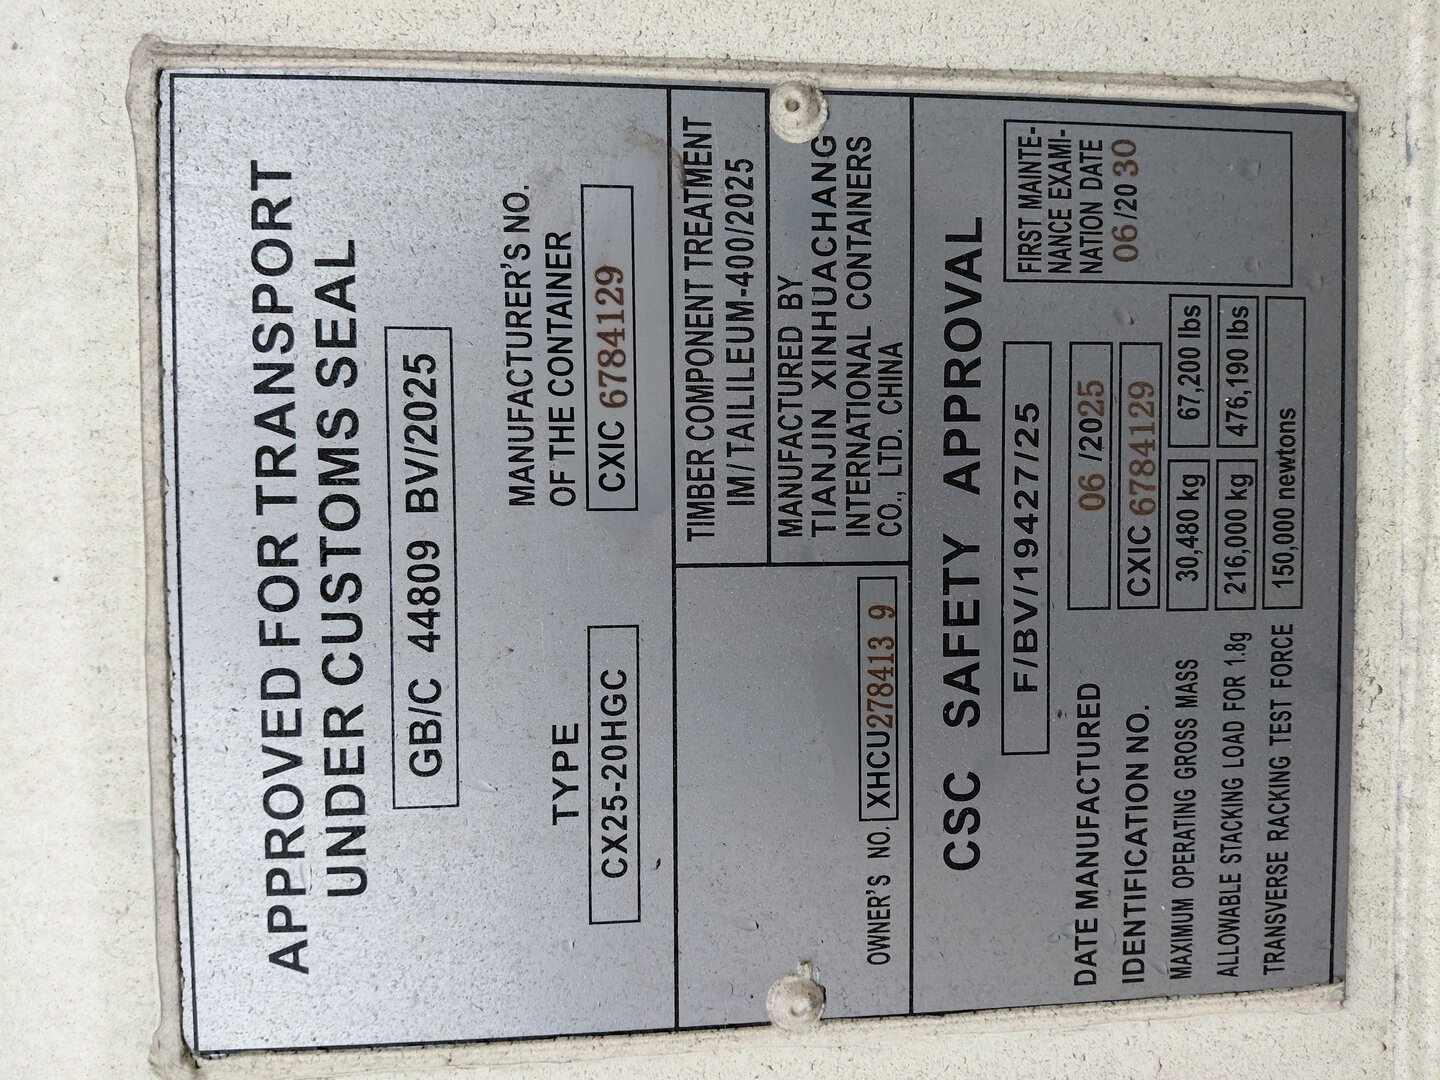 APPROVED FOR TRANSPORT
UNDER CUSTOMS SEAL
GB/C 44809 BV/2025
TYPE
CX25-20HGC
MANUFACTURER'S NO.
OF THE CONTAINER
CXIC 6784129
TIMBER COMPONENT TREATMENT
IM/TAILILEUM-400/2025
MANUFACTURED BY
TIANJIN XINHUACHANG
INTERNATIONAL CONTAINERS
CO., LTD. CHINA
OWNER'S NO. XHCU278413 9
CSC SAFETY APPROVAL
F/BV/19427/25
DATE MANUFACTURED 06 /2025
IDENTIFICATION NO. CXIC 6784129
MAXIMUM OPERATING GROSS MASS 30,480 kg 67,200 lbs
ALLOWABLE STACKING LOAD FOR 1.8g 216,000 kg 476,190 lbs
TRANSVERSE RACKING TEST FORCE 150,000 newtons
FIRST MAINTE-
NANCE EXAMI-
NATION DATE
06 /20 30